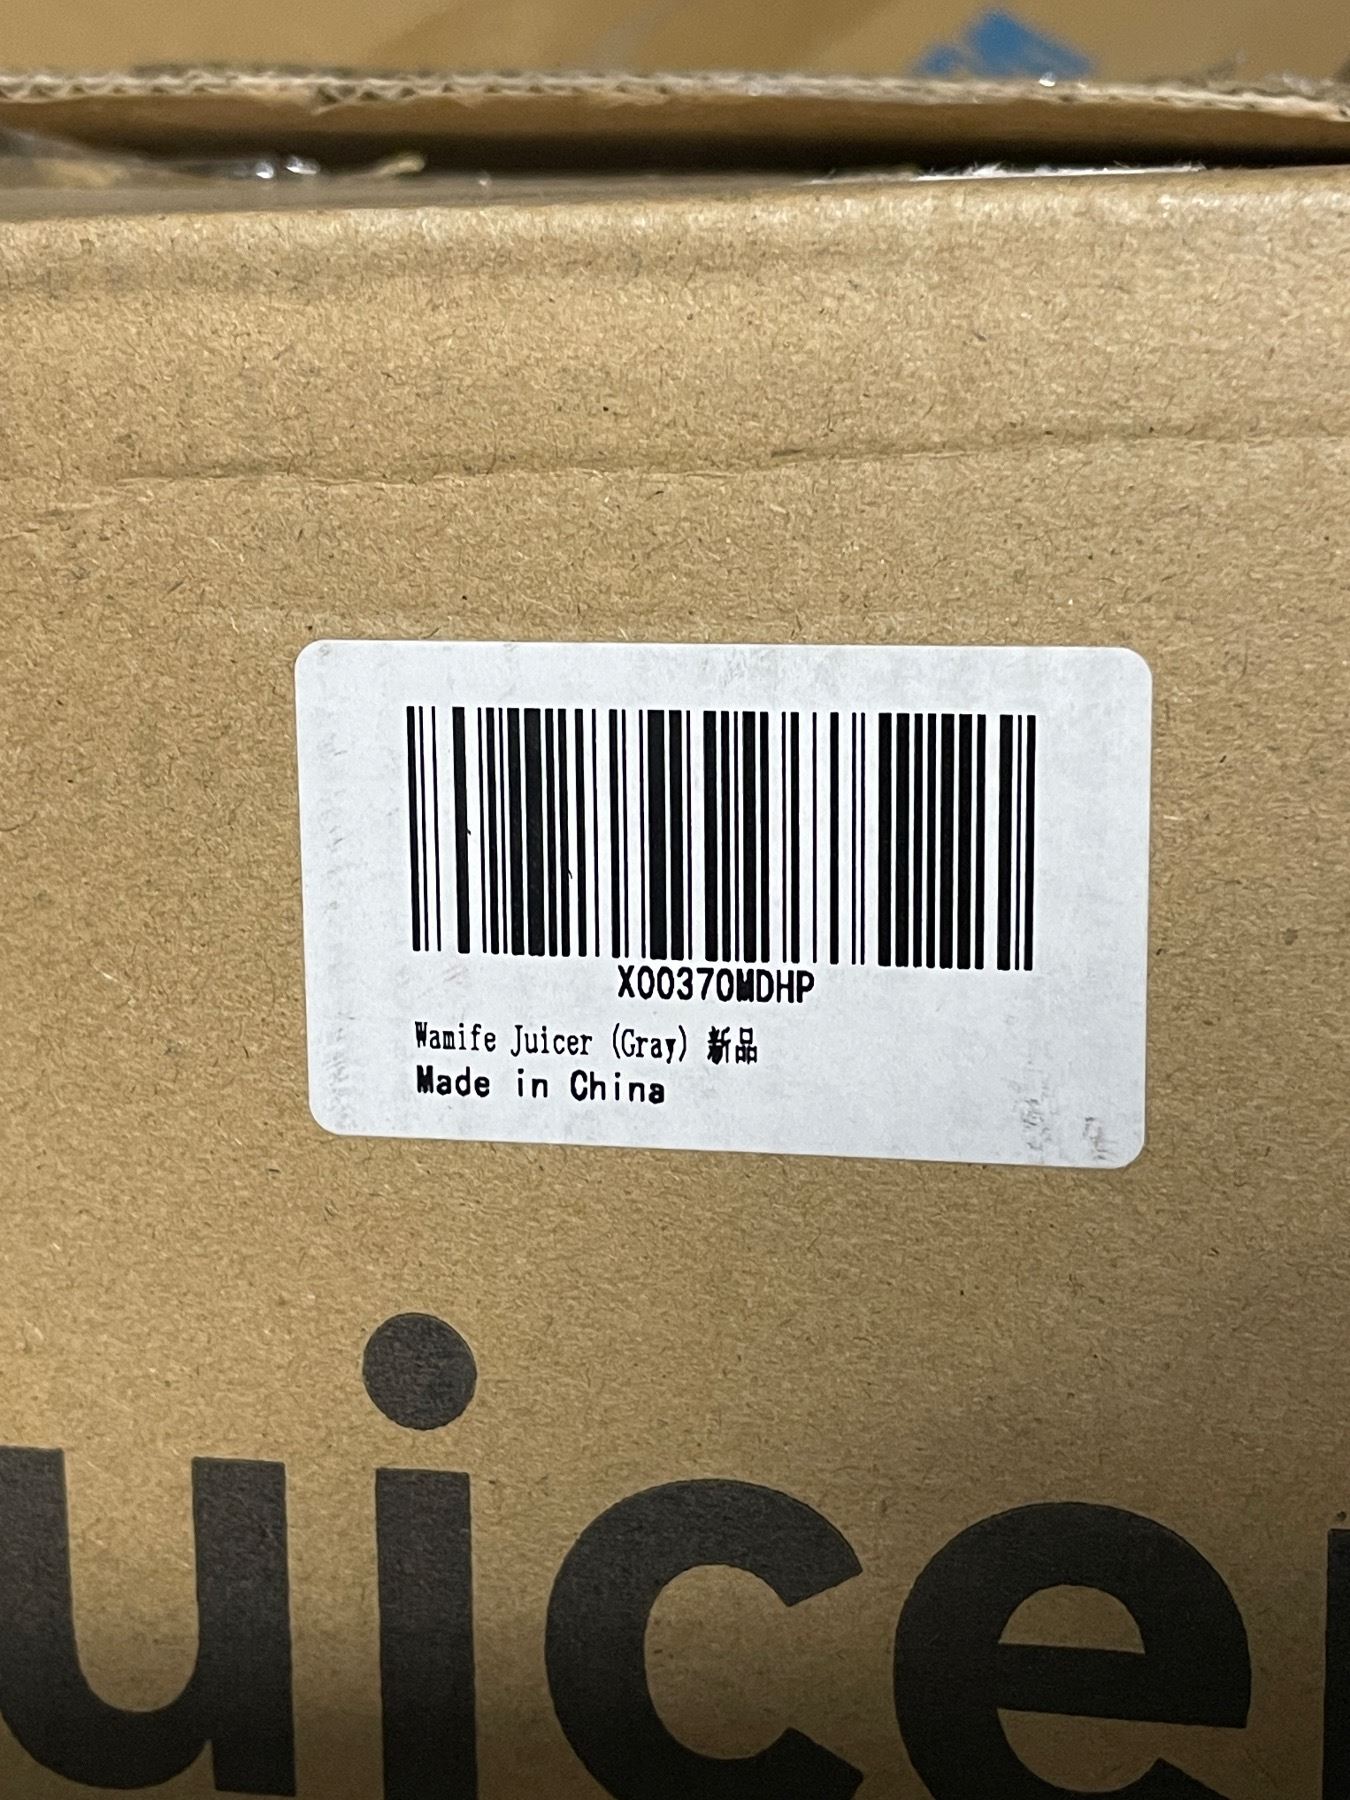 X00370MDHP
Wamife Juicer (Gray) 新品
Made in China
uicer